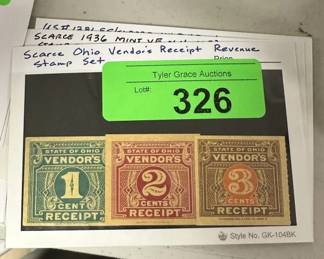 SCARCE 1936 MINT VF
Scarce Ohio Vendor's Receipt Revenue
Stamp Set
Price
Tyler Grace Auctions
Lot#:
326
STATE OF OHIO
VENDOR'S
1
CENT
RECEIPT
STATE OF OHIO
VENDOR'S
2
CENTS
RECEIPT
STATE OF OHIO
VENDOR'S
3
CENTS
RECEIPT
Style No. GK-104BK